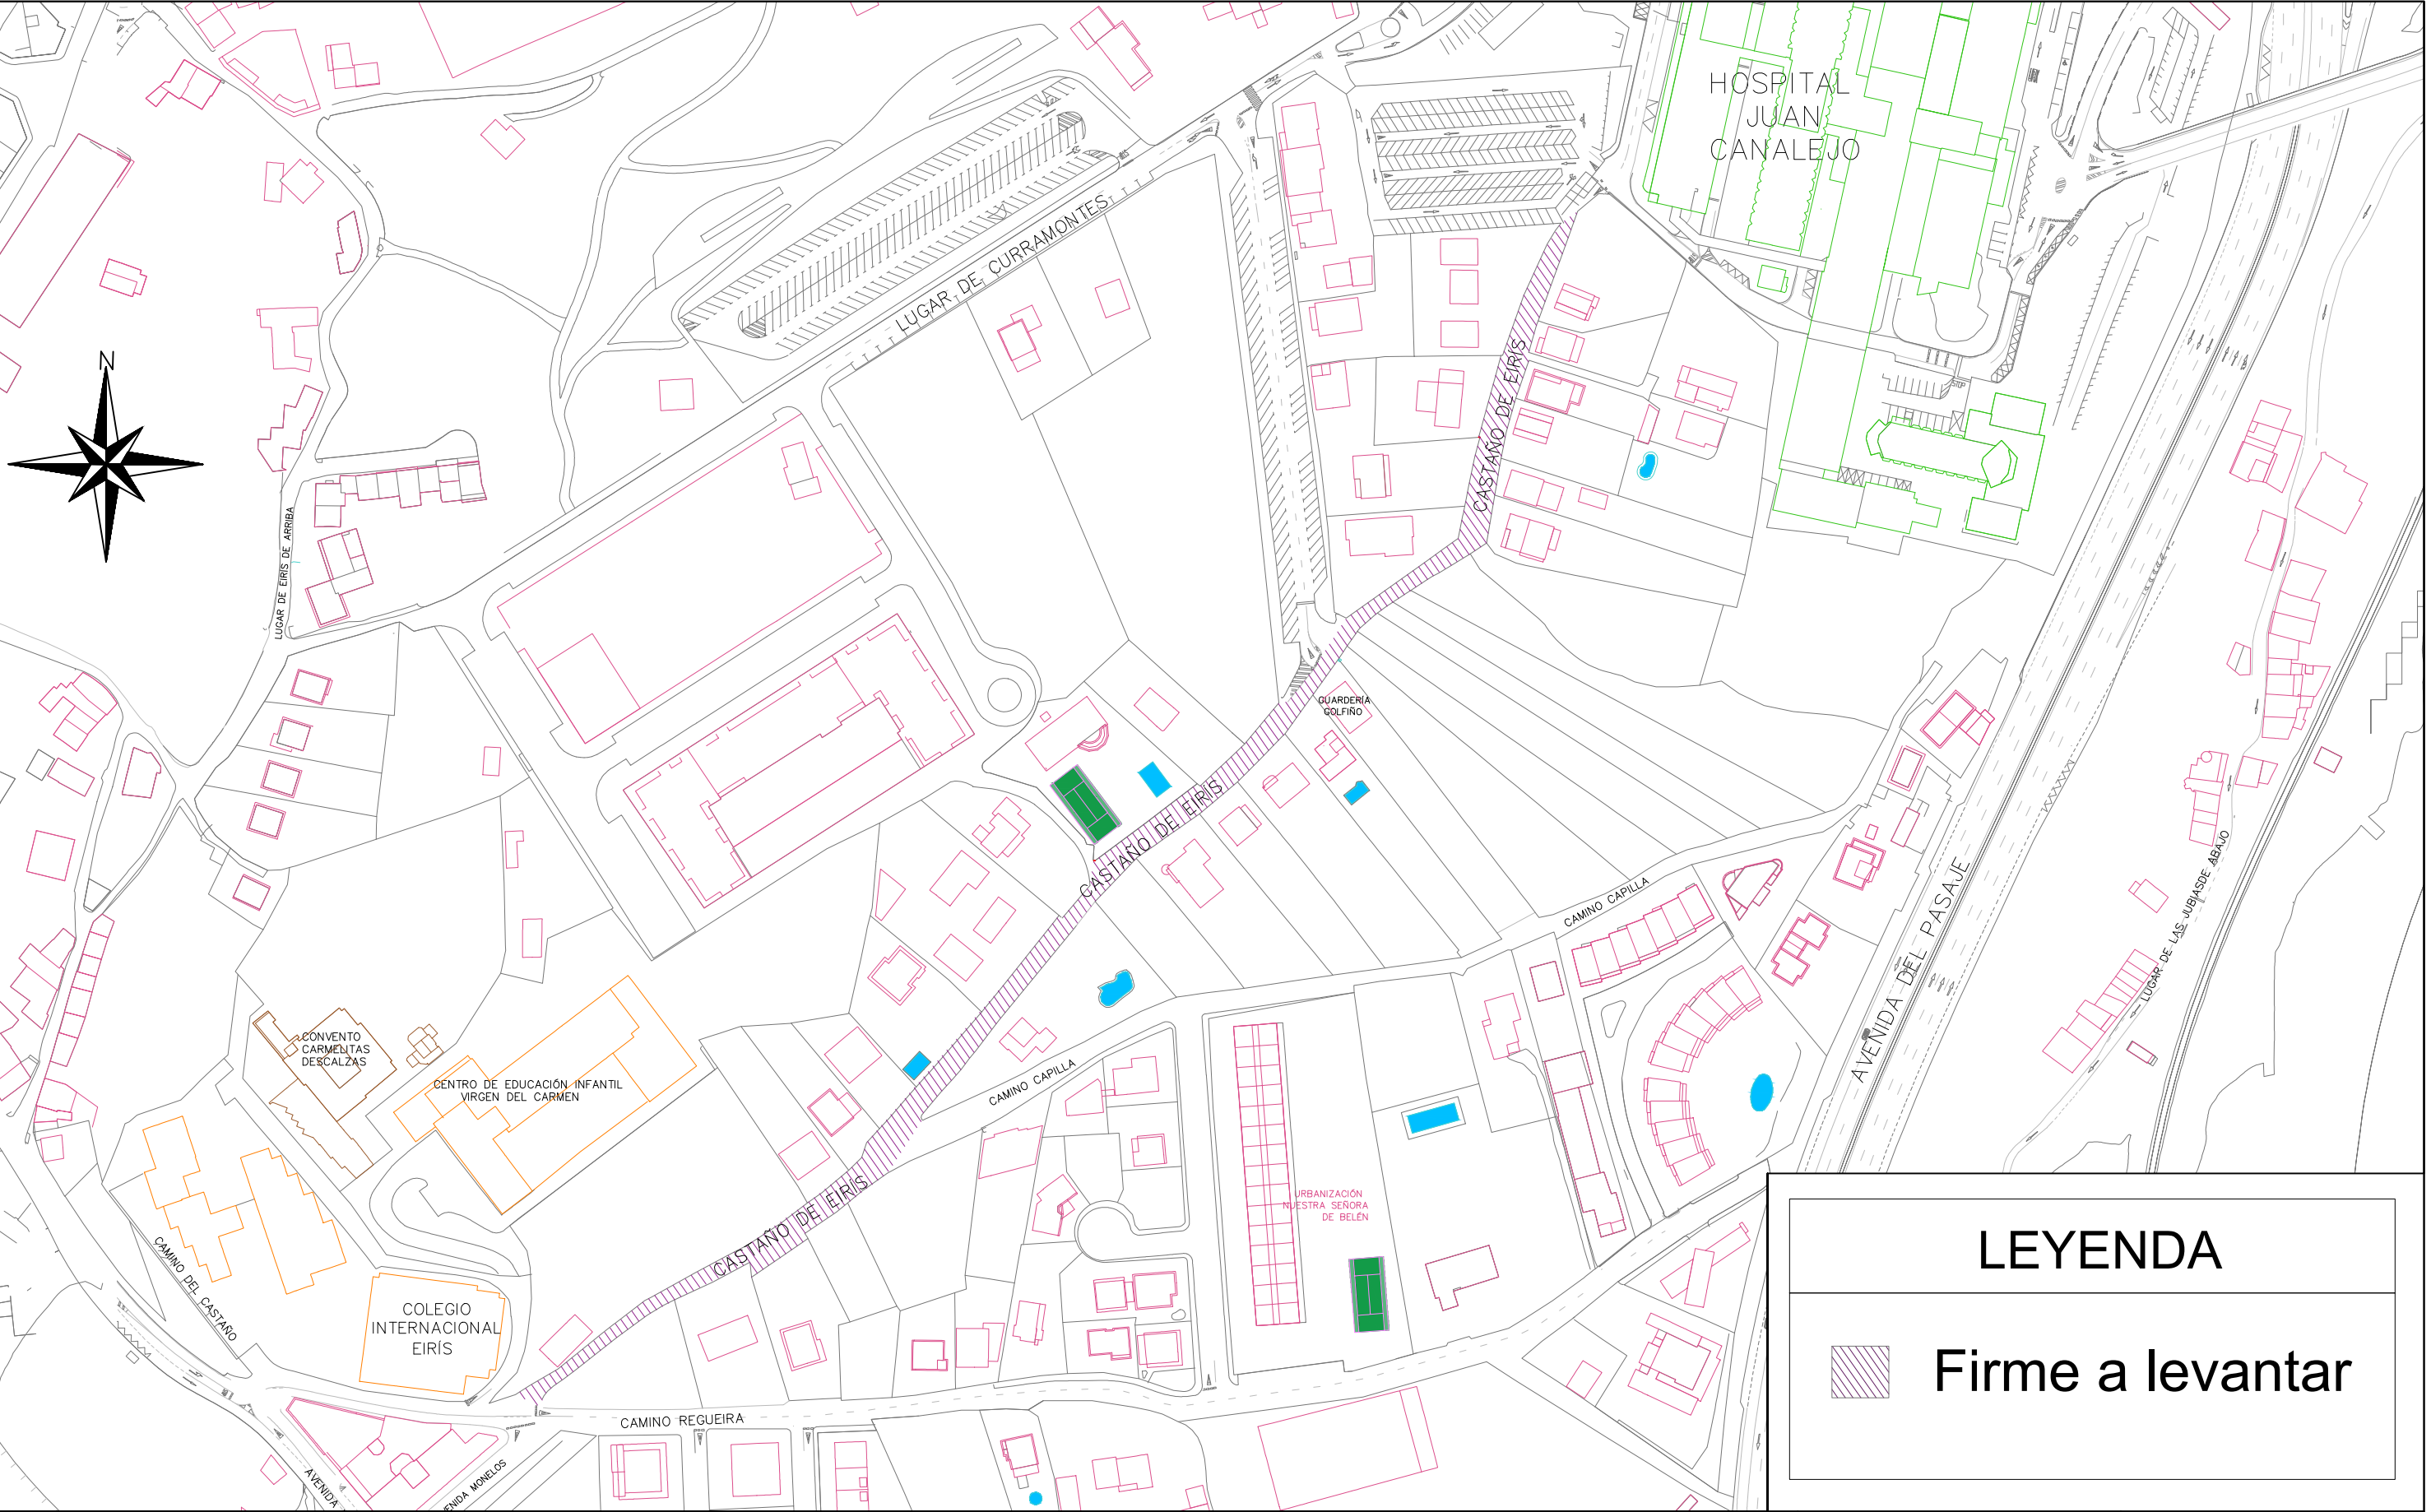 HOSPITAL
JUAN
CANALEJO
LUGAR DE CURRAMONTES
N
CASTAÑO DE EIRÍS
LUGAR DE EIRÍS DE ARRIBA
GUARDERÍA
GOLFIÑO
CASTAÑO DE EIRÍS
CAMINO CAPILLA
AVENIDA DEL PASAJE
LUGAR DE LAS JUBIASDE ABAJO
CONVENTO
CARMELITAS
DESCALZAS
CENTRO DE EDUCACIÓN INFANTIL
VIRGEN DEL CARMEN
CAMINO CAPILLA
CASTAÑO DE EIRÍS
URBANIZACIÓN
NUESTRA SEÑORA
DE BELÉN
CAMINO DEL CASTAÑO
COLEGIO
INTERNACIONAL
EIRÍS
CAMINO REGUEIRA
AVENIDA
ENIDA MONELOS
LEYENDA
Firme a levantar